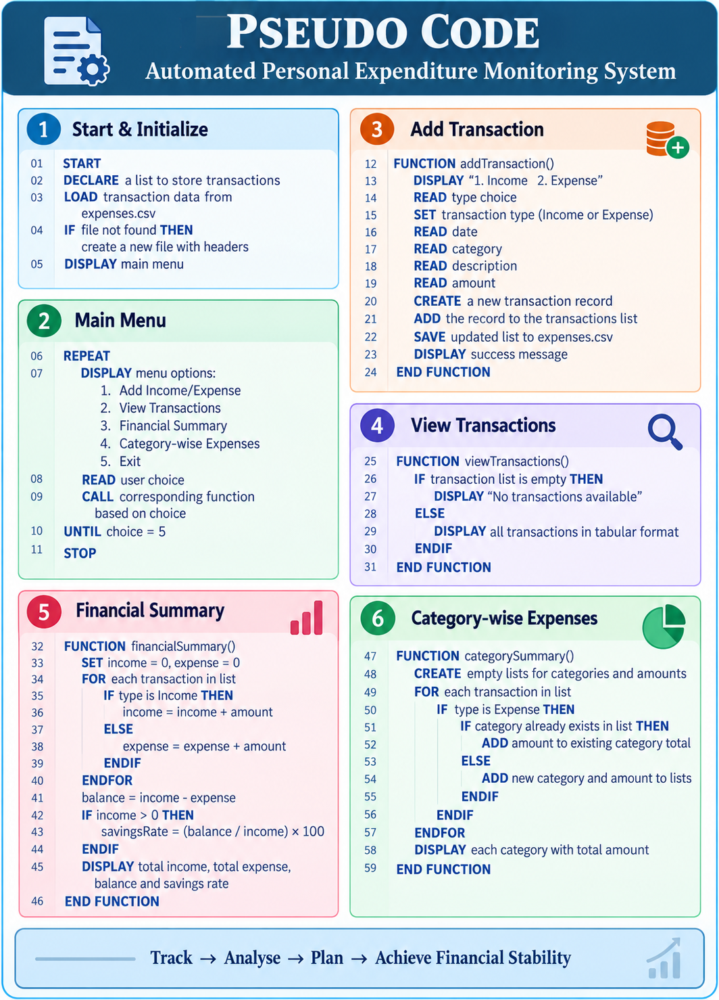 PSEUDO CODE
Automated Personal Expenditure Monitoring System
1 Start & Initialize
01 START
02 DECLARE a list to store transactions
03 LOAD transaction data from
expenses.csv
04 IF file not found THEN
create a new file with headers
05 DISPLAY main menu
2 Main Menu
06 REPEAT
07 DISPLAY menu options:
1. Add Income/Expense
2. View Transactions
3. Financial Summary
4. Category-wise Expenses
5. Exit
08 READ user choice
09 CALL corresponding function
based on choice
10 UNTIL choice = 5
11 STOP
3 Add Transaction
12 FUNCTION addTransaction()
13 DISPLAY “1. Income 2. Expense”
14 READ type choice
15 SET transaction type (Income or Expense)
16 READ date
17 READ category
18 READ description
19 READ amount
20 CREATE a new transaction record
21 ADD the record to the transactions list
22 SAVE updated list to expenses.csv
23 DISPLAY success message
24 END FUNCTION
4 View Transactions
25 FUNCTION viewTransactions()
26 IF transaction list is empty THEN
27 DISPLAY “No transactions available”
28 ELSE
29 DISPLAY all transactions in tabular format
30 ENDIF
31 END FUNCTION
5 Financial Summary
32 FUNCTION financialSummary()
33 SET income = 0, expense = 0
34 FOR each transaction in list
35 IF type is Income THEN
36 income = income + amount
37 ELSE
38 expense = expense + amount
39 ENDIF
40 ENDFOR
41 balance = income - expense
42 IF income > 0 THEN
43 savingsRate = (balance / income) × 100
44 ENDIF
45 DISPLAY total income, total expense,
balance and savings rate
46 END FUNCTION
6 Category-wise Expenses
47 FUNCTION categorySummary()
48 CREATE empty lists for categories and amounts
49 FOR each transaction in list
50 IF type is Expense THEN
51 IF category already exists in list THEN
52 ADD amount to existing category total
53 ELSE
54 ADD new category and amount to lists
55 ENDIF
56 ENDIF
57 ENDFOR
58 DISPLAY each category with total amount
59 END FUNCTION
Track → Analyse → Plan → Achieve Financial Stability